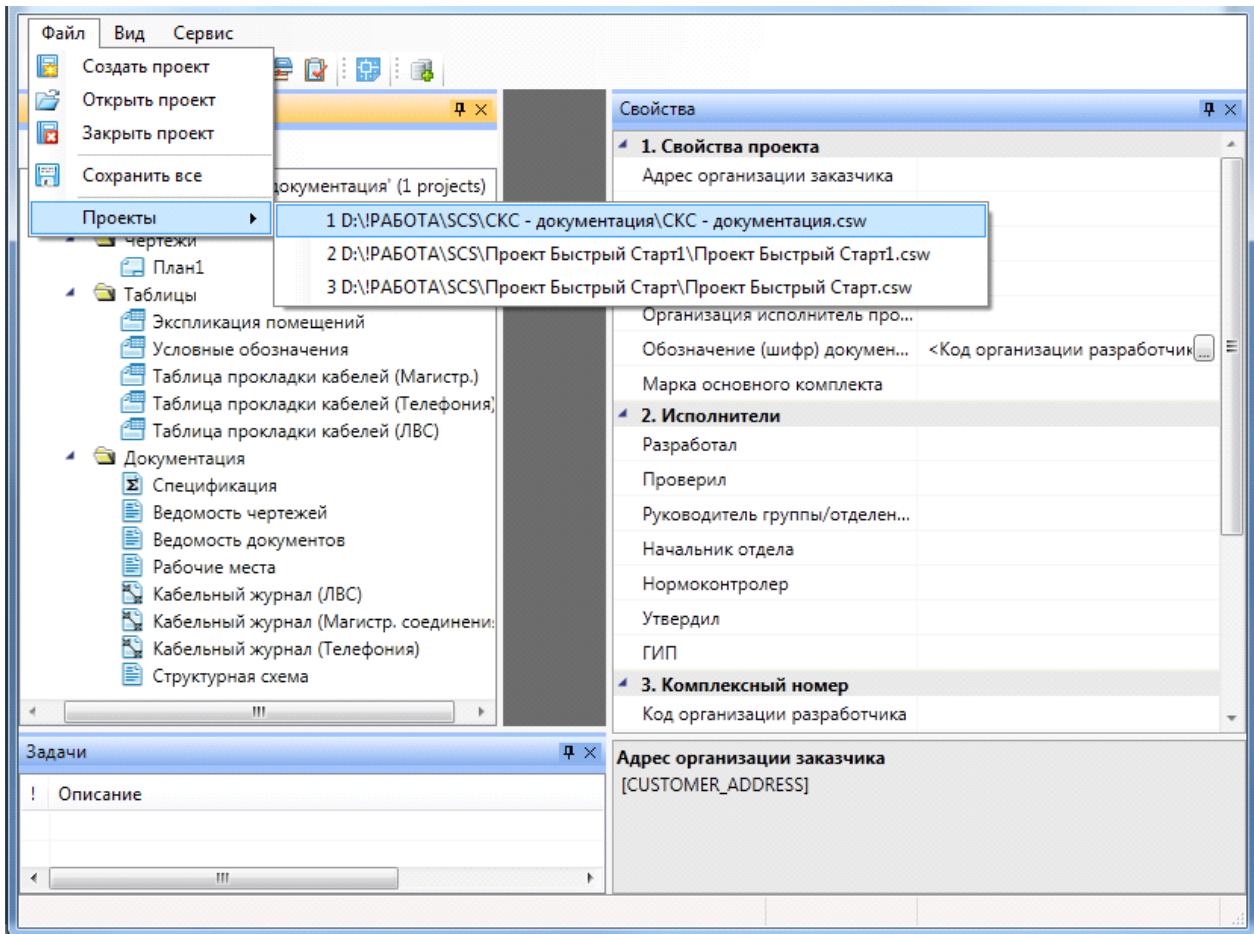 Файл Вид Сервис
Создать проект
Открыть проект
Закрыть проект
Сохранить все
Проекты
1 D:\!РАБОТА\SCS\СКС - документация\СКС - документация.csw
2 D:\!РАБОТА\SCS\Проект Быстрый Старт1\Проект Быстрый Старт1.csw
3 D:\!РАБОТА\SCS\Проект Быстрый Старт\Проект Быстрый Старт.csw
документация' (1 projects)
Чертежи
План1
Таблицы
Экспликация помещений
Условные обозначения
Таблица прокладки кабелей (Магистр.)
Таблица прокладки кабелей (Телефония)
Таблица прокладки кабелей (ЛВС)
Документация
Спецификация
Ведомость чертежей
Ведомость документов
Рабочие места
Кабельный журнал (ЛВС)
Кабельный журнал (Магистр. соединени
Кабельный журнал (Телефония)
Структурная схема
Свойства
1. Свойства проекта
Адрес организации заказчика
Организация исполнитель про...
Обозначение (шифр) докумен... <Код организации разработчик ...
Марка основного комплекта
2. Исполнители
Разработал
Проверил
Руководитель группы/отделен...
Начальник отдела
Нормоконтролер
Утвердил
ГИП
3. Комплексный номер
Код организации разработчика
Задачи
! Описание
Адрес организации заказчика
[CUSTOMER_ADDRESS]